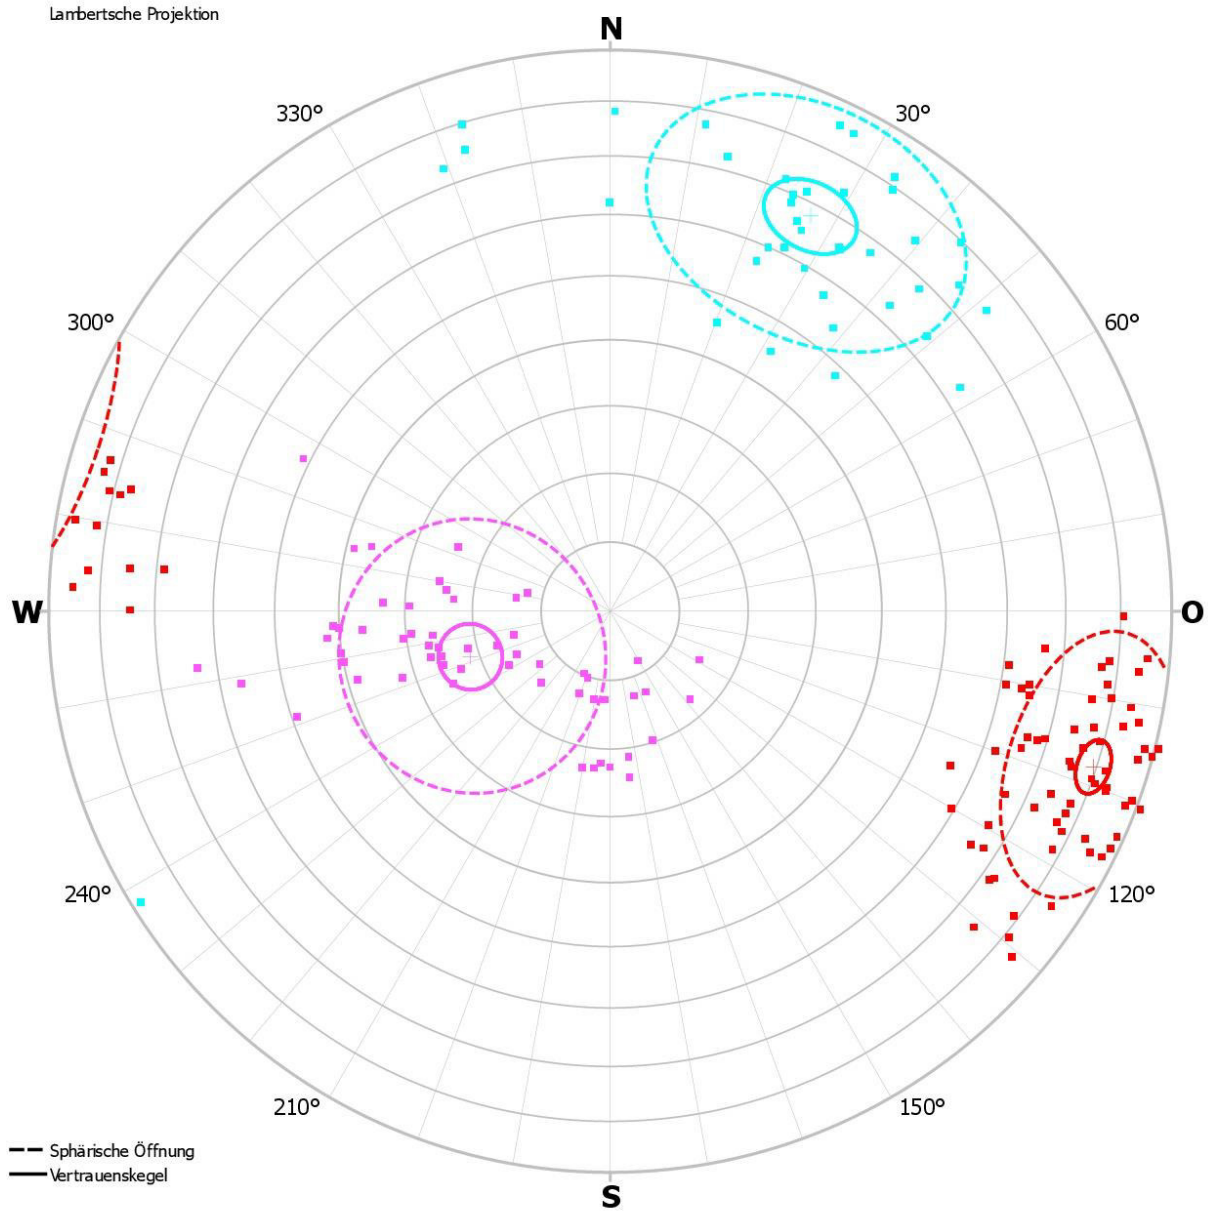 Lambertsche Projektion
N
330°
30°
300°
60°
W
O
240°
120°
210°
150°
Sphärische Öffnung
Vertrauenskegel
S